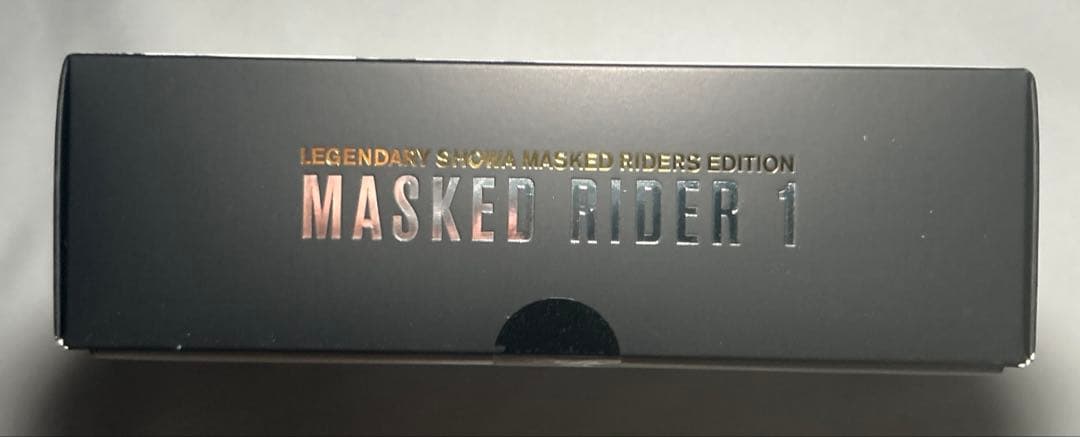 LEGENDARY SHOWA MASKED RIDERS EDITION
MASKED RIDER 1